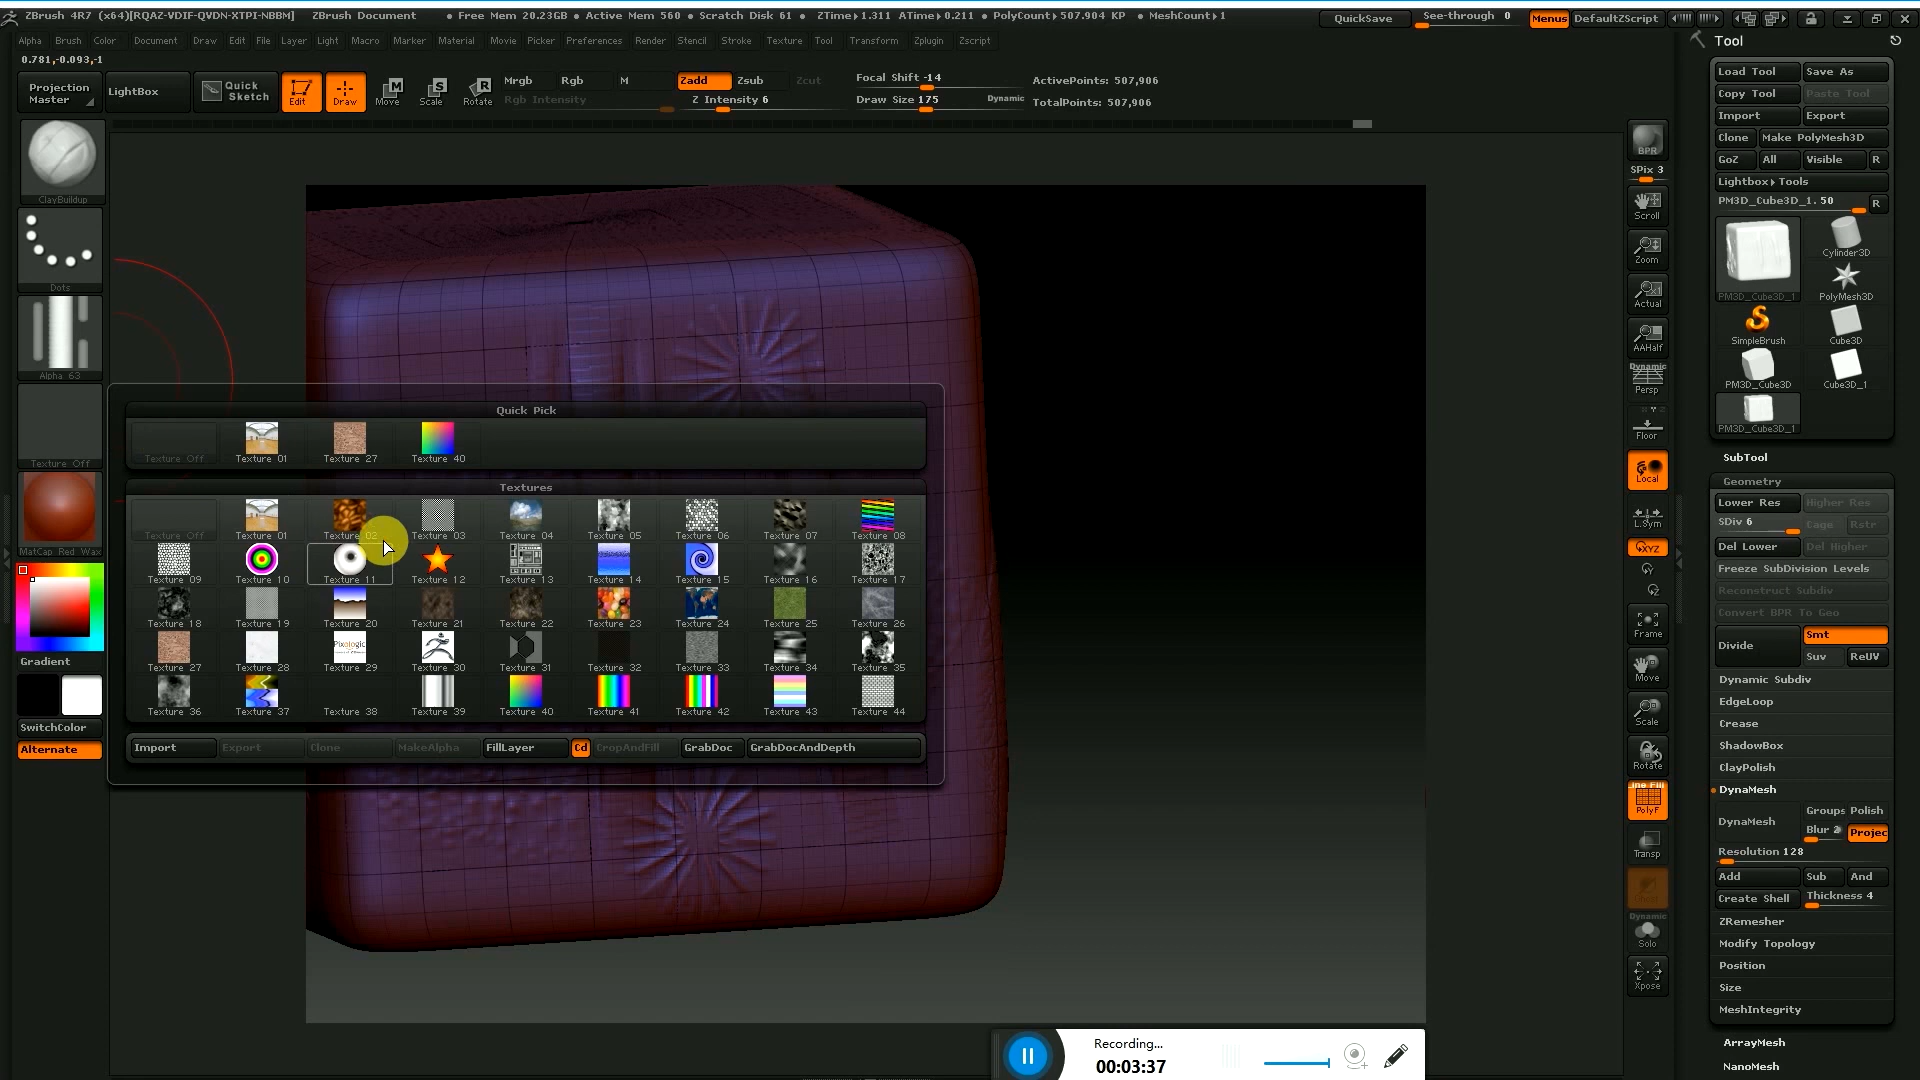 ZBrush 4R7 (x64)[RQAZ-VDIF-QVDN-XTPI-NBBM] ZBrush Document • Free Mem 20.23GB • Active Mem 560 • Scratch Disk 61 • ZTime▸1.311 ATime▸0.211 • PolyCount▸507.904 KP • MeshCount▸1 QuickSave See-through 0 Menus DefaultZScript
Alpha Brush Color Document Draw Edit File Layer Light Macro Marker Material Movie Picker Preferences Render Stencil Stroke Texture Tool Transform Zplugin Zscript
0.781,-0.093,-1
Projection Master
LightBox
Quick Sketch
Edit
Draw
Move
Scale
Rotate
Mrgb Rgb M
Rgb Intensity
Zadd Zsub Zcut
Z Intensity 6
Focal Shift -14
Draw Size 175 Dynamic
ActivePoints: 507,906
TotalPoints: 507,906
ClayBuildup
Dots
Alpha 63
Texture Off
MatCap Red Wax
Gradient
SwitchColor
Alternate
Quick Pick
Texture Off Texture 01 Texture 27 Texture 40
Textures
Texture Off Texture 01 Texture 02 Texture 03 Texture 04 Texture 05 Texture 06 Texture 07 Texture 08
Texture 09 Texture 10 Texture 11 Texture 12 Texture 13 Texture 14 Texture 15 Texture 16 Texture 17
Texture 18 Texture 19 Texture 20 Texture 21 Texture 22 Texture 23 Texture 24 Texture 25 Texture 26
Pixologic
Texture 27 Texture 28 Texture 29 Texture 30 Texture 31 Texture 32 Texture 33 Texture 34 Texture 35
Texture 36 Texture 37 Texture 38 Texture 39 Texture 40 Texture 41 Texture 42 Texture 43 Texture 44
Import Export Clone MakeAlpha FillLayer Cd CropAndFill GrabDoc GrabDocAndDepth
BPR
SPix 3
Scroll
Zoom
Actual
AAHalf
Dynamic
Persp
Floor
Local
L.Sym
XYZ
Frame
Move
Scale
Rotate
Line Fill
PolyF
Transp
Dynamic
Solo
Xpose
Tool
Load Tool Save As
Copy Tool Paste Tool
Import Export
Clone Make PolyMesh3D
GoZ All Visible R
Lightbox▸Tools
PM3D_Cube3D_1. 50 R
PM3D_Cube3D_1
Cylinder3D
PolyMesh3D
SimpleBrush Cube3D
PM3D_Cube3D Cube3D_1
PM3D_Cube3D_1
SubTool
Geometry
Lower Res Higher Res
SDiv 6 Cage Rstr
Del Lower Del Higher
Freeze SubDivision Levels
Reconstruct Subdiv
Convert BPR To Geo
Divide
Smt
Suv ReUV
Dynamic Subdiv
EdgeLoop
Crease
ShadowBox
ClayPolish
DynaMesh
DynaMesh
Groups Polish
Blur 2 Projec
Resolution 128
Add Sub And
Create Shell Thickness 4
ZRemesher
Modify Topology
Position
Size
MeshIntegrity
ArrayMesh
NanoMesh
Recording...
00:03:37